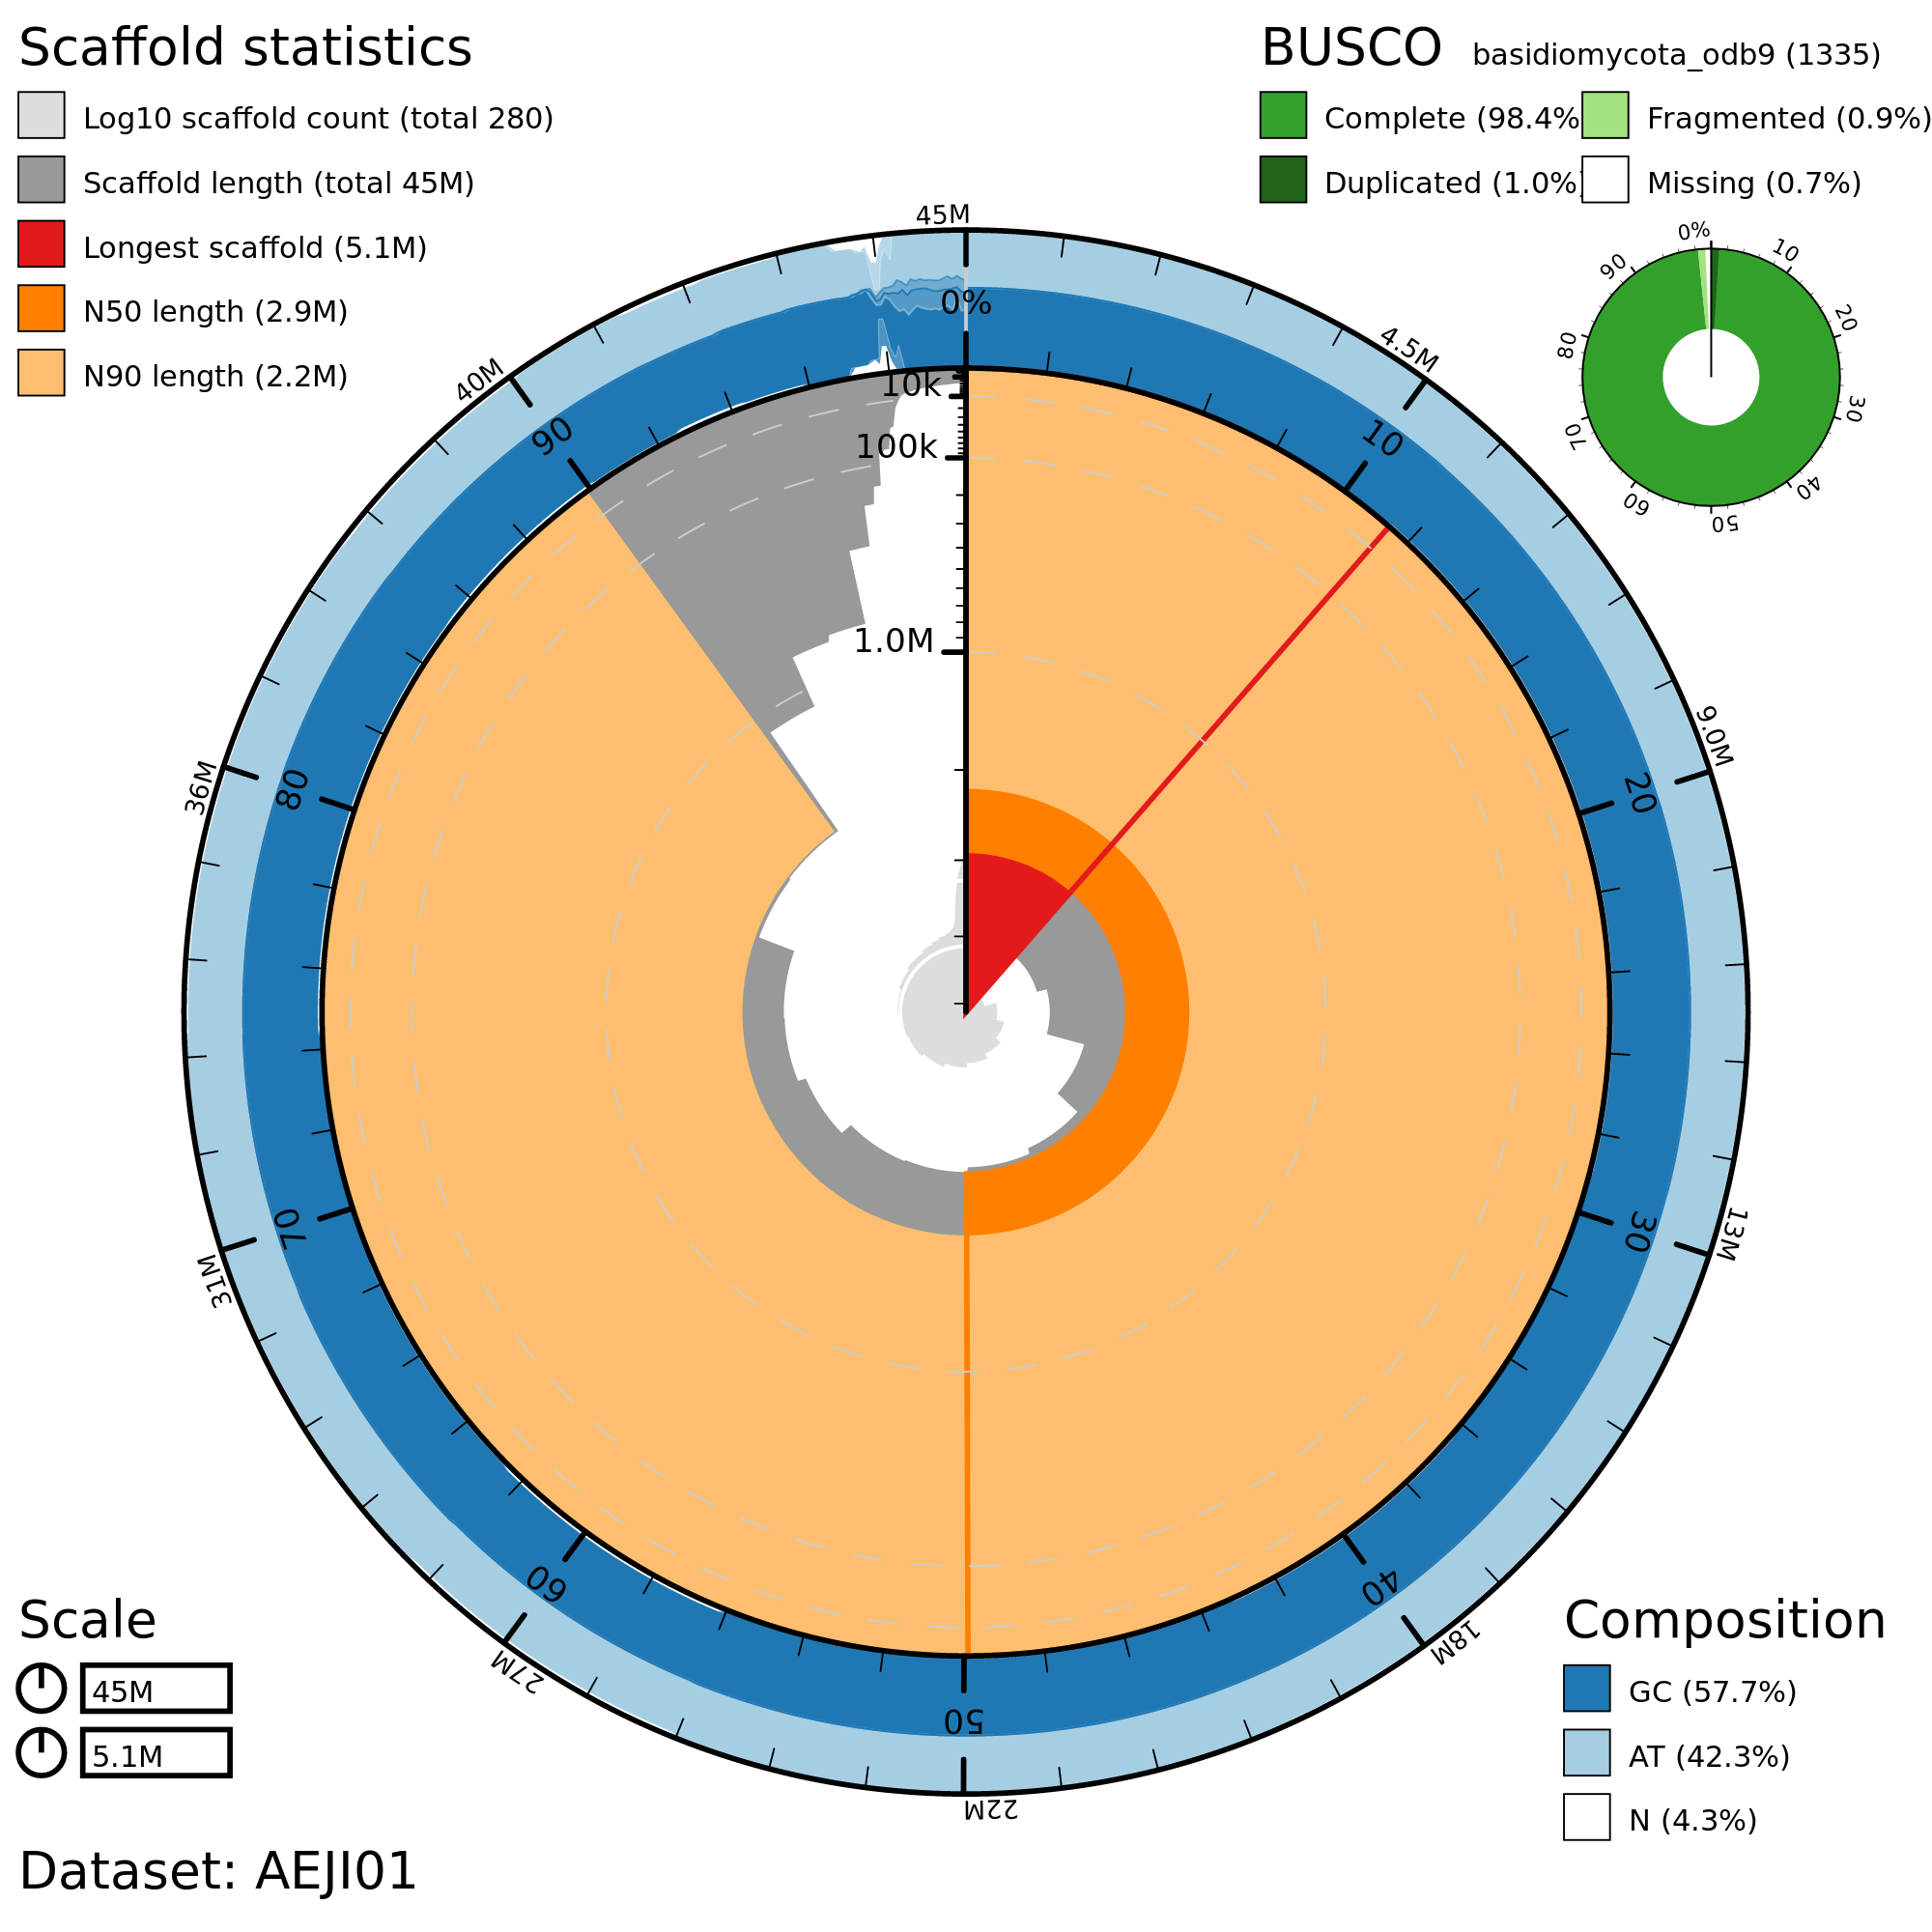 Scaffold statistics
Log10 scaffold count (total 280)
Scaffold length (total 45M)
Longest scaffold (5.1M)
N50 length (2.9M)
N90 length (2.2M)
BUSCO basidiomycota_odb9 (1335)
Complete (98.4%
Fragmented (0.9%)
Duplicated (1.0%)
Missing (0.7%)
0%
10
20
30
40
50
60
70
80
90
45M
4.5M
9.0M
13M
18M
22M
27M
31M
36M
40M
0%
10
20
30
40
50
60
70
80
90
10k
100k
1.0M
Scale
45M
5.1M
Composition
GC (57.7%)
AT (42.3%)
N (4.3%)
Dataset: AEJI01